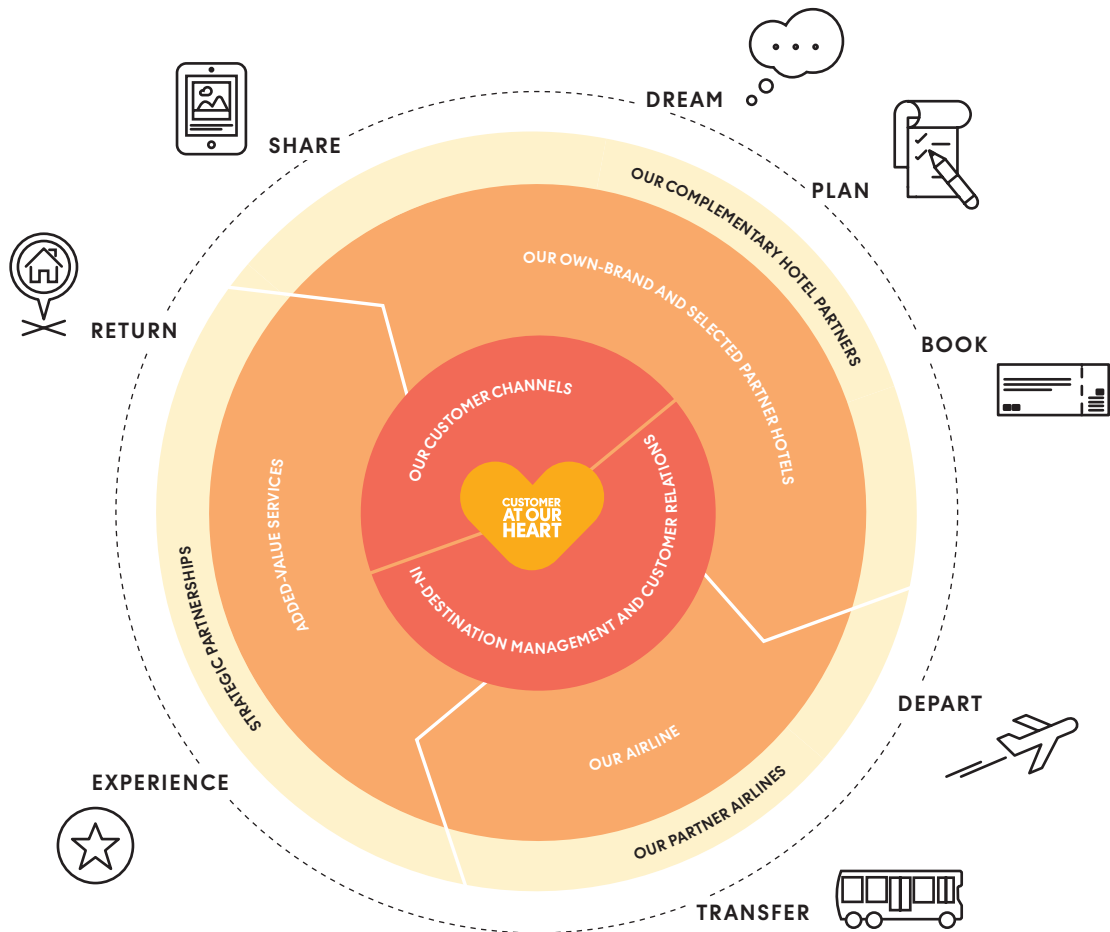 DREAM
PLAN
BOOK
DEPART
TRANSFER
EXPERIENCE
RETURN
SHARE
OUR COMPLEMENTARY HOTEL PARTNERS
OUR PARTNER AIRLINES
STRATEGIC PARTNERSHIPS
OUR OWN-BRAND AND SELECTED PARTNER HOTELS
OUR AIRLINE
ADDED-VALUE SERVICES
OUR CUSTOMER CHANNELS
IN-DESTINATION MANAGEMENT AND CUSTOMER RELATIONS
CUSTOMER
AT OUR
HEART